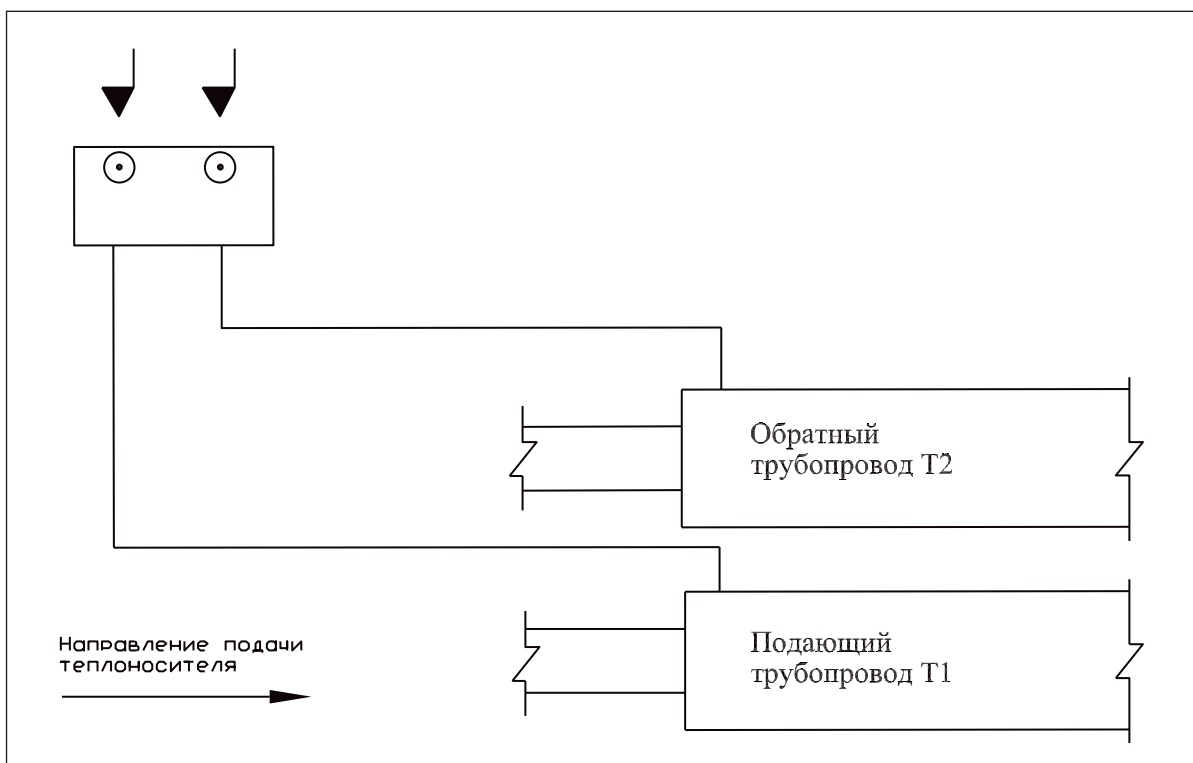 Обратный
трубопровод Т2
Подающий
трубопровод Т1
Направление подачи
теплоносителя